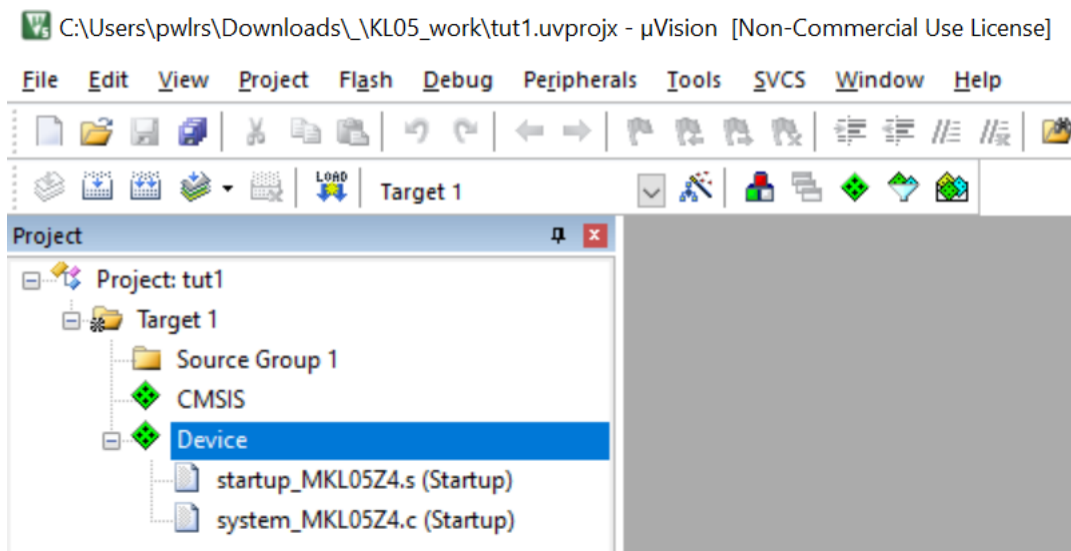 C:\Users\pwlrs\Downloads\_\KL05_work\tut1.uvprojx - µVision [Non-Commercial Use License]
File Edit View Project Flash Debug Peripherals Tools SVCS Window Help
LOAD Target 1
Project
Project: tut1
Target 1
Source Group 1
CMSIS
Device
startup_MKL05Z4.s (Startup)
system_MKL05Z4.c (Startup)